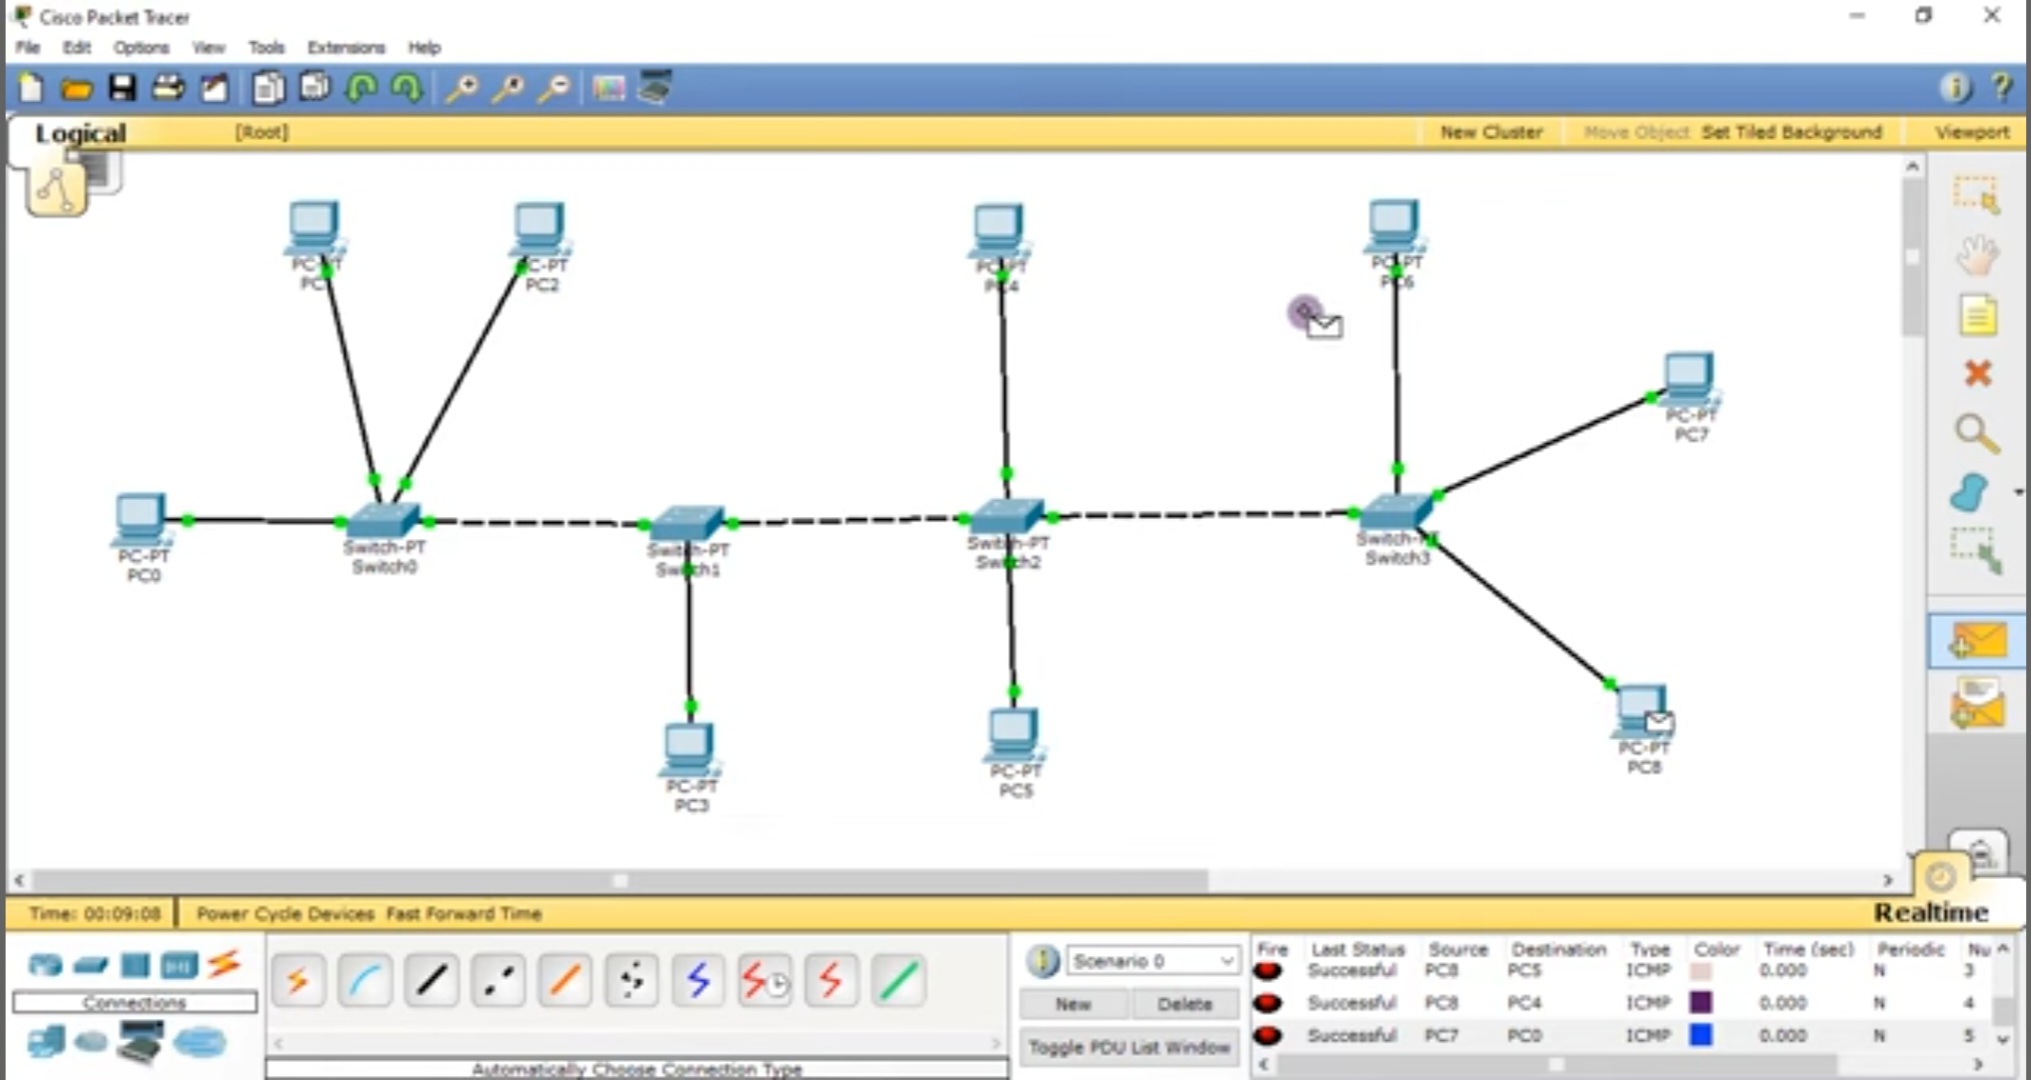 Cisco Packet Tracer
File Edit Options View Tools Extensions Help
Logical [Root] New Cluster Move Object Set Tiled Background Viewport
PC-PT
PC-PT
PC2
PC-PT
PC4
PC-PT
PC6
PC-PT
PC7
PC-PT
PC0
Switch-PT
Switch0
Switch-PT
Switch1
Switch-PT
Switch2
Switch-PT
Switch3
PC-PT
PC3
PC-PT
PC5
PC-PT
PC8
Time: 00:09:08 Power Cycle Devices Fast Forward Time Realtime
Connections
Automatically Choose Connection Type
Scenario 0
New Delete
Toggle PDU List Window
Fire Last Status Source Destination Type Color Time (sec) Periodic Nu
Successful PC8 PC5 ICMP 0.000 N 3
Successful PC8 PC4 ICMP 0.000 N 4
Successful PC7 PC0 ICMP 0.000 N 5